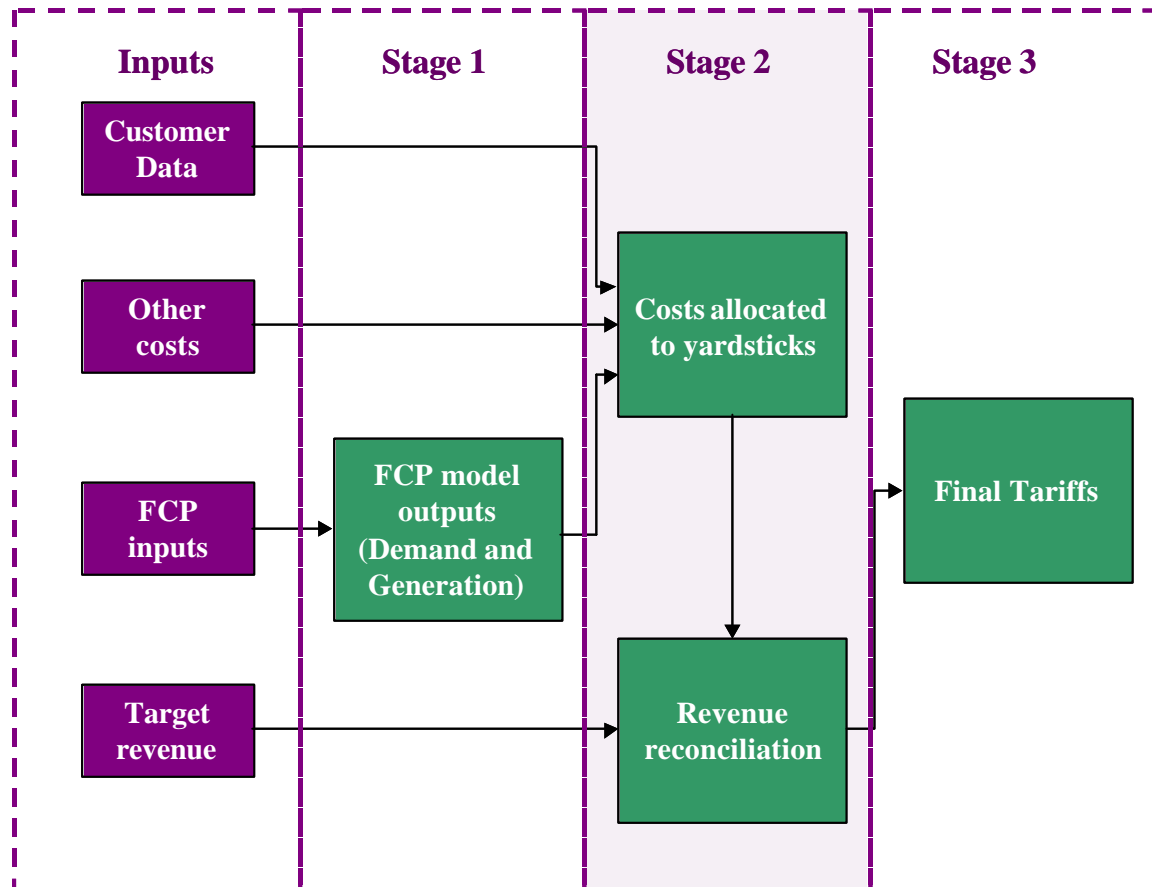 Inputs
Stage 1
Stage 2
Stage 3
Customer
Data
Other
costs
Costs allocated
to yardsticks
FCP
inputs
FCP model
outputs
(Demand and
Generation)
Final Tariffs
Target
revenue
Revenue
reconciliation